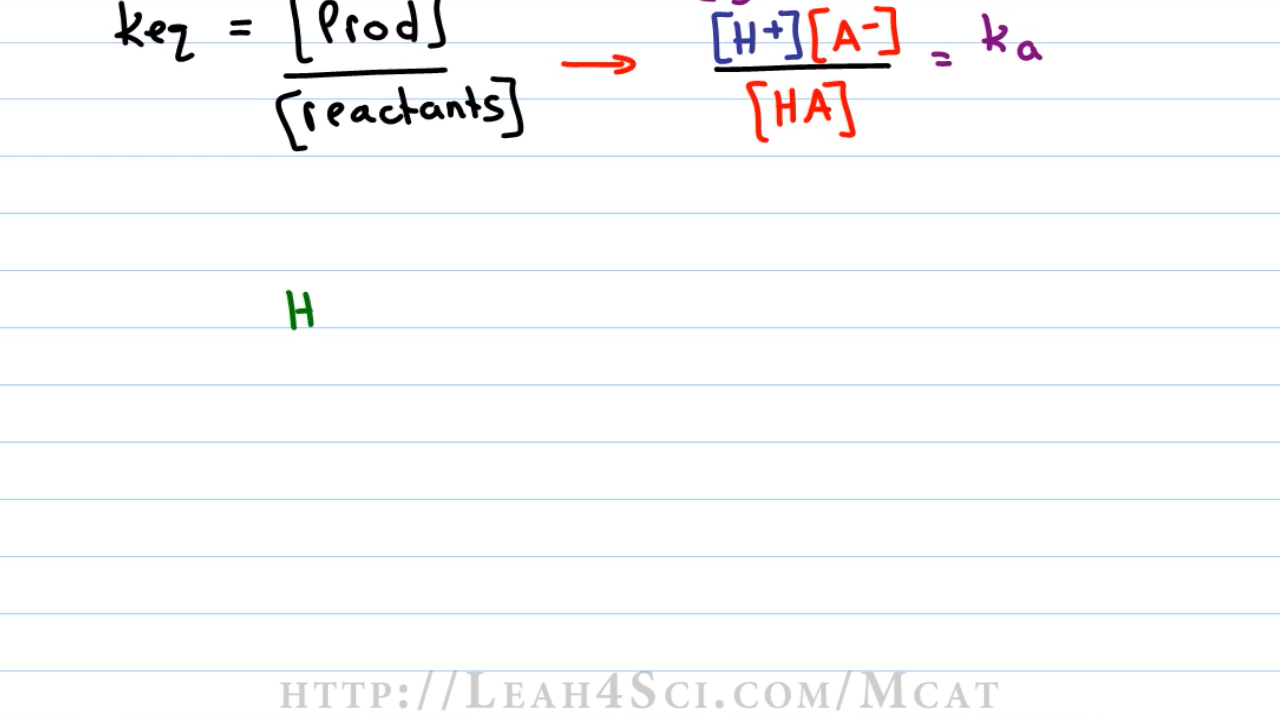 keq = [Prod] / [reactants] → [H+][A-] / [HA] = ka
H
HTTP://LEAH4SCI.COM/MCAT